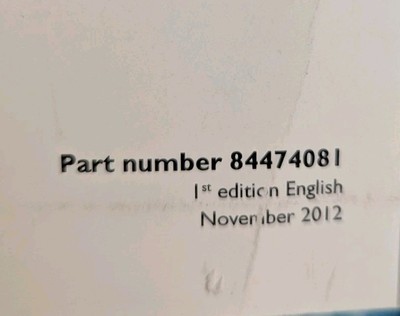 Part number 84474081
1st edition English
November 2012